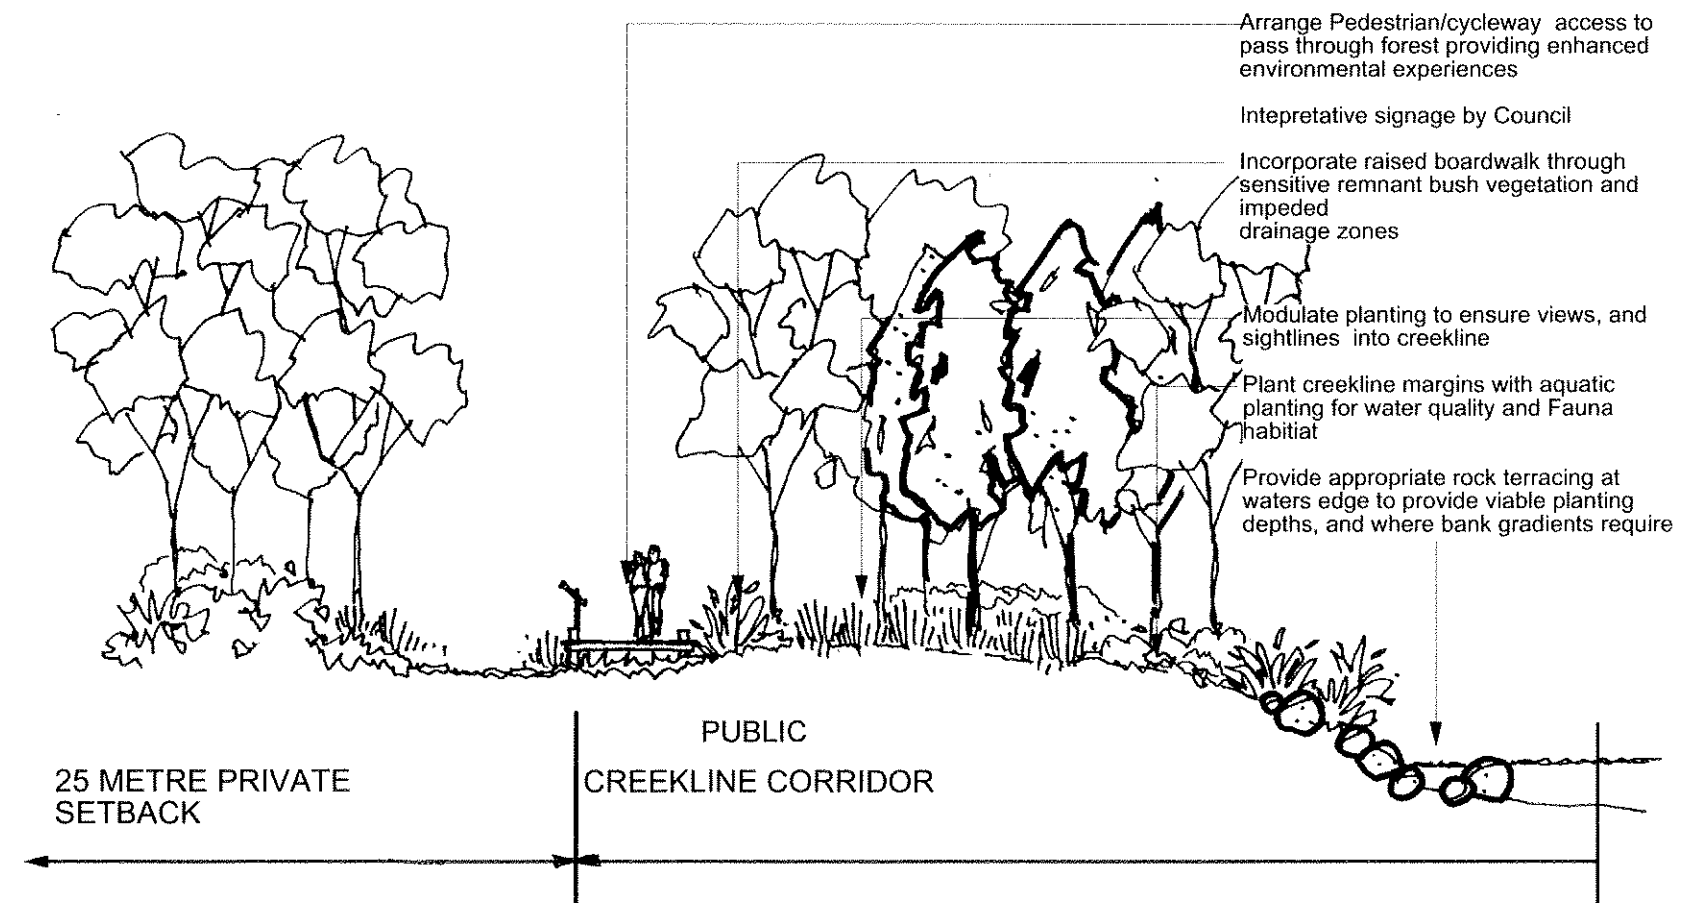 Arrange Pedestrian/cycleway access to
pass through forest providing enhanced
environmental experiences
Intepretative signage by Council
Incorporate raised boardwalk through
sensitive remnant bush vegetation and
impeded
drainage zones
Modulate planting to ensure views, and
sightlines into creekline
Plant creekline margins with aquatic
planting for water quality and Fauna
habitiat
Provide appropriate rock terracing at
waters edge to provide viable planting
depths, and where bank gradients require
PUBLIC
CREEKLINE CORRIDOR
25 METRE PRIVATE
SETBACK